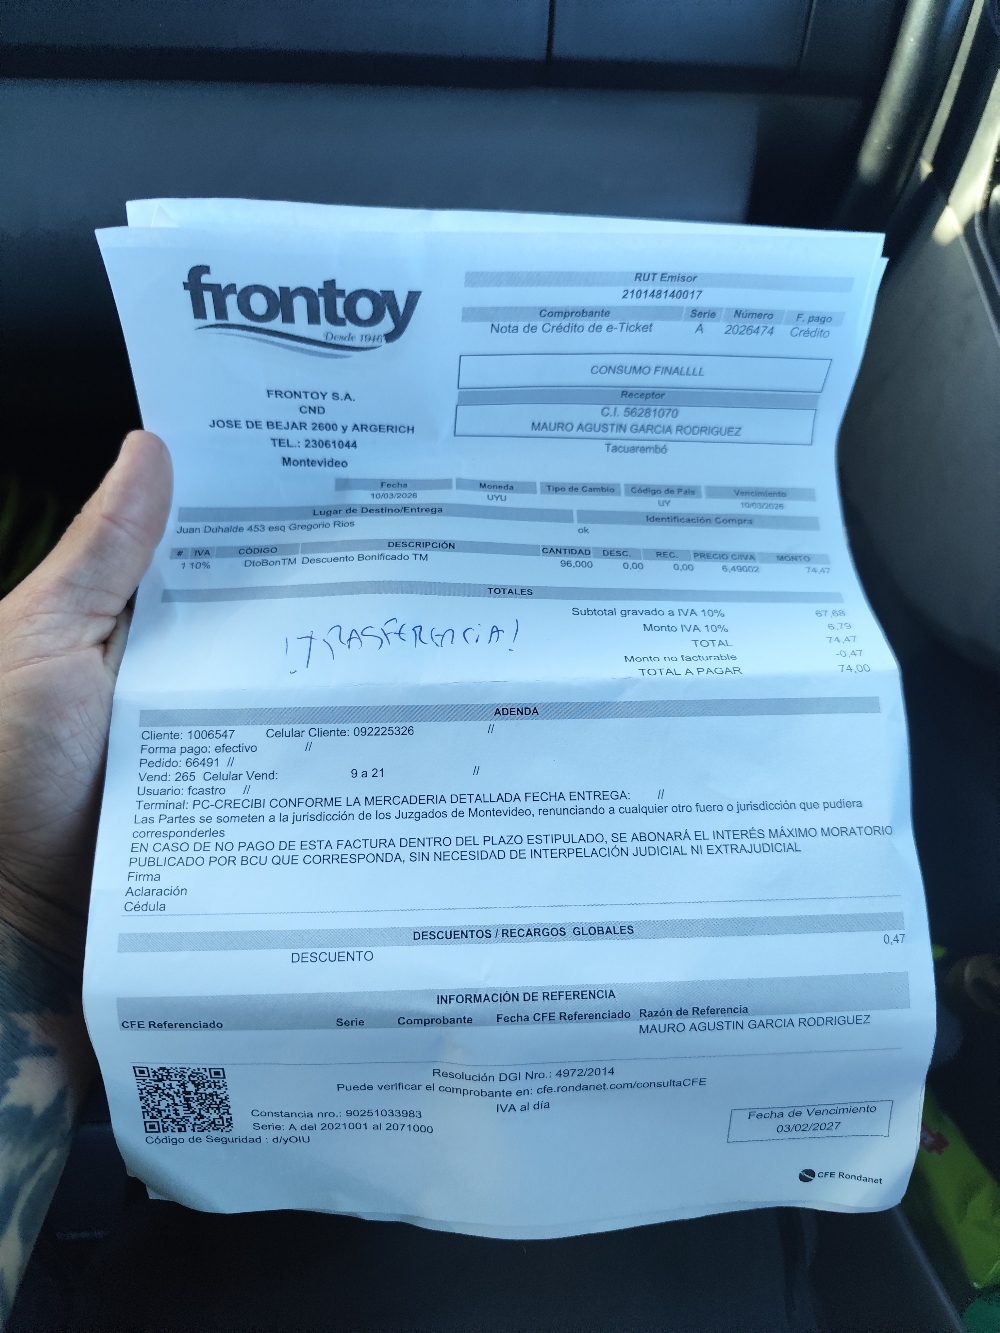 frontoy
Desde 1946
FRONTOY S.A.
CND
JOSE DE BEJAR 2600 y ARGERICH
TEL.: 23061044
Montevideo
RUT Emisor
210148140017
Comprobante Serie Número F. pago
Nota de Crédito de e-Ticket A 2026474 Crédito
CONSUMO FINALLLL
Receptor
C.I. 56281070
MAURO AGUSTIN GARCIA RODRIGUEZ
Tacuarembó
Fecha Moneda Tipo de Cambio Código de País Vencimiento
10/03/2026 UYU UY 10/03/2026
Lugar de Destino/Entrega Identificación Compra
Juan Duhalde 453 esq Gregorio Rios ok
# IVA CÓDIGO DESCRIPCIÓN CANTIDAD DESC. REC. PRECIO C/IVA MONTO
1 10% DtoBonTM Descuento Bonificado TM 96,000 0,00 0,00 6,49002 74,47
TOTALES
Subtotal gravado a IVA 10% 67,68
Monto IVA 10% 6,79
TOTAL 74,47
Monto no facturable -0,47
TOTAL A PAGAR 74,00
¡TRASFERENCiA!
ADENDA
Cliente: 1006547 Celular Cliente: 092225326 //
Forma pago: efectivo //
Pedido: 66491 //
Vend: 265 Celular Vend: 9 a 21 //
Usuario: fcastro //
Terminal: PC-CRECIBI CONFORME LA MERCADERIA DETALLADA FECHA ENTREGA: //
Las Partes se someten a la jurisdicción de los Juzgados de Montevideo, renunciando a cualquier otro fuero o jurisdicción que pudiera
corresponderles
EN CASO DE NO PAGO DE ESTA FACTURA DENTRO DEL PLAZO ESTIPULADO, SE ABONARÁ EL INTERÉS MÁXIMO MORATORIO
PUBLICADO POR BCU QUE CORRESPONDA, SIN NECESIDAD DE INTERPELACIÓN JUDICIAL NI EXTRAJUDICIAL
Firma
Aclaración
Cédula
DESCUENTOS / RECARGOS GLOBALES
DESCUENTO 0,47
INFORMACIÓN DE REFERENCIA
CFE Referenciado Serie Comprobante Fecha CFE Referenciado Razón de Referencia
MAURO AGUSTIN GARCIA RODRIGUEZ
Resolución DGI Nro.: 4972/2014
Puede verificar el comprobante en: cfe.rondanet.com/consultaCFE
IVA al día
Constancia nro.: 90251033983
Serie: A del 2021001 al 2071000
Código de Seguridad : d/yOIU
Fecha de Vencimiento
03/02/2027
CFE Rondanet